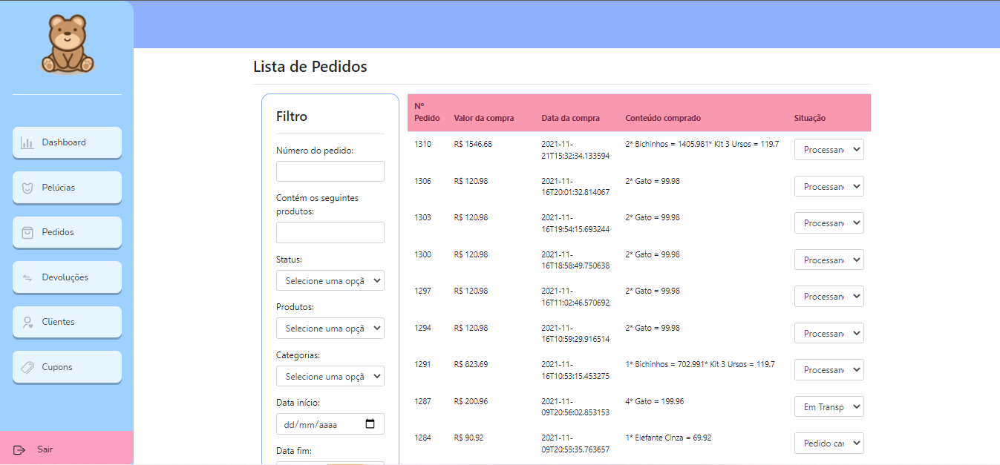 Lista de Pedidos
Dashboard
Pelúcias
Pedidos
Devoluções
Clientes
Cupons
Sair
Filtro
Número do pedido:
Contém os seguintes
produtos:
Status:
Selecione uma opçã
Produtos:
Selecione uma opçã
Categorias:
Selecione uma opçã
Data início:
dd/mm/aaaa
Data fim:
Nº
Pedido Valor da compra Data da compra Conteúdo comprado Situação
1310 R$ 1546.68 2021-11- 2* Bichinhos = 1405.981* Kit 3 Ursos = 119.7 Processan
21T15:32:34.133594
1306 R$ 120.98 2021-11- 2* Gato = 99.98 Processan
16T20:01:32.814067
1303 R$ 120.98 2021-11- 2* Gato = 99.98 Processan
16T19:54:15.693244
1300 R$ 120.98 2021-11- 2* Gato = 99.98 Processan
16T18:58:49.750638
1297 R$ 120.98 2021-11- 2* Gato = 99.98 Processan
16T11:02:46.570692
1294 R$ 120.98 2021-11- 2* Gato = 99.98 Processan
16T10:59:29.916514
1291 R$ 823.69 2021-11- 1* Bichinhos = 702.991* Kit 3 Ursos = 119.7 Processan
16T10:53:15.453275
1287 R$ 200.96 2021-11- 4* Gato = 199.96 Em Transp
09T20:56:02.853153
1284 R$ 90.92 2021-11- 1* Elefante Cinza = 69.92 Pedido car
09T20:55:35.763657